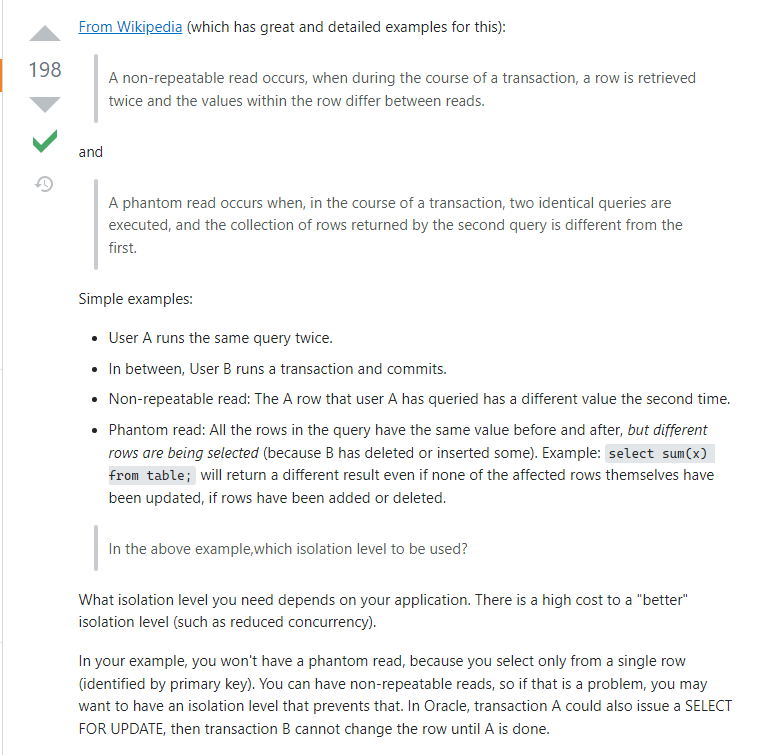 From Wikipedia (which has great and detailed examples for this):
198
A non-repeatable read occurs, when during the course of a transaction, a row is retrieved
twice and the values within the row differ between reads.
and
A phantom read occurs when, in the course of a transaction, two identical queries are
executed, and the collection of rows returned by the second query is different from the
first.
Simple examples:
• User A runs the same query twice.
• In between, User B runs a transaction and commits.
• Non-repeatable read: The A row that user A has queried has a different value the second time.
• Phantom read: All the rows in the query have the same value before and after, but different
rows are being selected (because B has deleted or inserted some). Example: select sum(x)
from table; will return a different result even if none of the affected rows themselves have
been updated, if rows have been added or deleted.
In the above example,which isolation level to be used?
What isolation level you need depends on your application. There is a high cost to a "better"
isolation level (such as reduced concurrency).
In your example, you won't have a phantom read, because you select only from a single row
(identified by primary key). You can have non-repeatable reads, so if that is a problem, you may
want to have an isolation level that prevents that. In Oracle, transaction A could also issue a SELECT
FOR UPDATE, then transaction B cannot change the row until A is done.